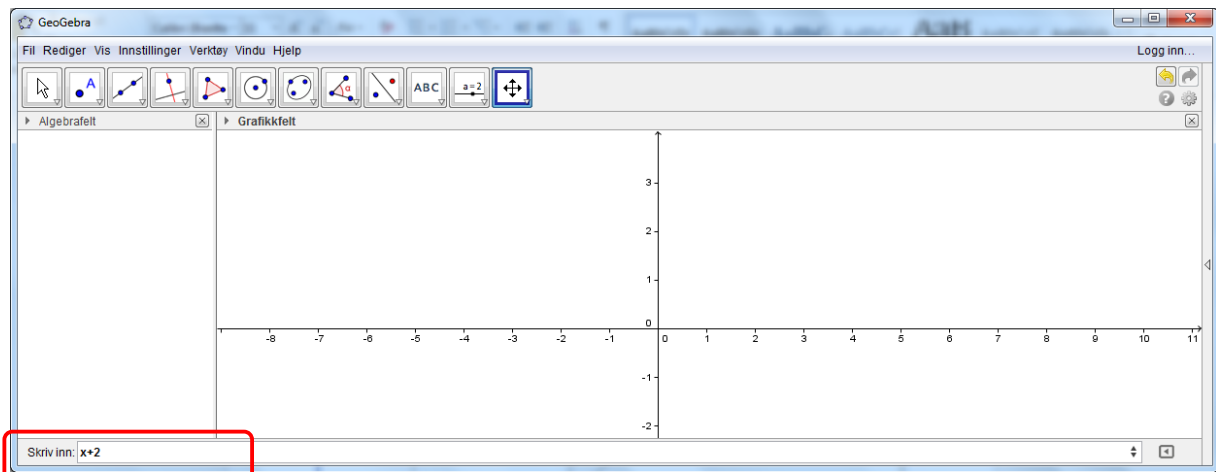 GeoGebra
Fil Rediger Vis Innstillinger Verktøy Vindu Hjelp Logg inn...
A α ABC a=2
Algebrafelt Grafikkfelt
3
2
1
0
-8 -7 -6 -5 -4 -3 -2 -1 0 1 2 3 4 5 6 7 8 9 10 11
-1
-2
Skriv inn: x+2